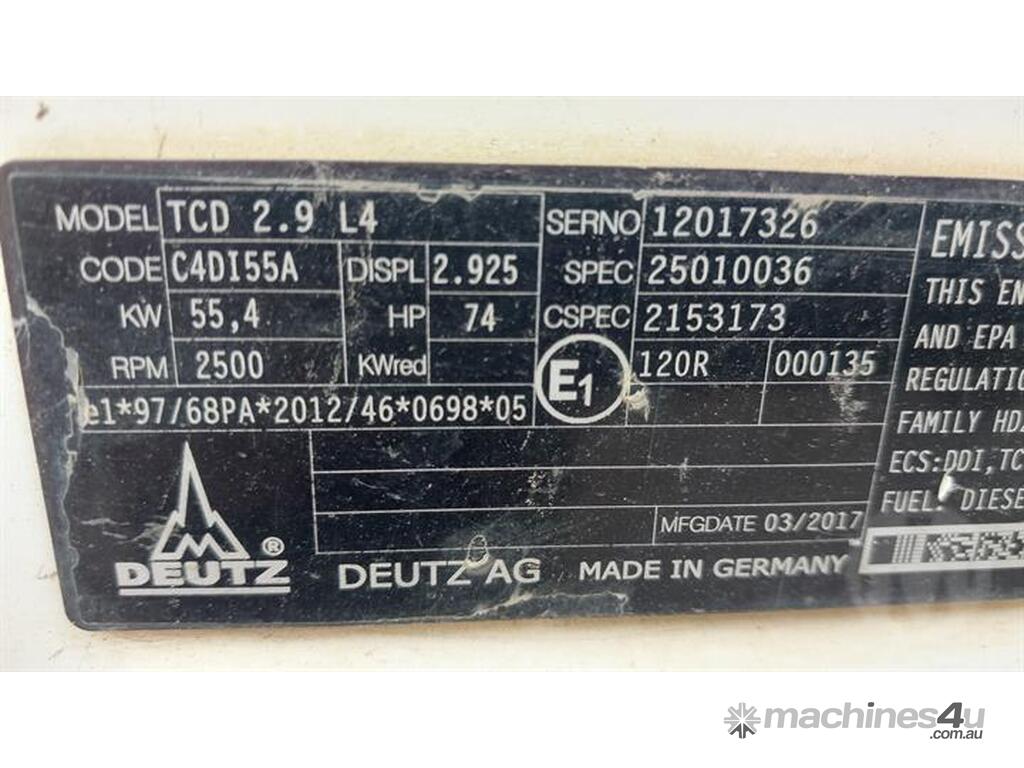 MODEL TCD 2.9 L4 SERNO 12017326
CODE C4DI55A DISPL 2.925 SPEC 25010036
KW 55,4 HP 74 CSPEC 2153173
RPM 2500 KWred E1 120R 000135
e1*97/68PA*2012/46*0698*05
MFGDATE 03/2017
DEUTZ ® DEUTZ AG MADE IN GERMANY
EMISS
THIS EN
AND EPA
REGULATIO
FAMILY HD
ECS:DDI,TC
FUEL: DIESE
machines4u
.com.au